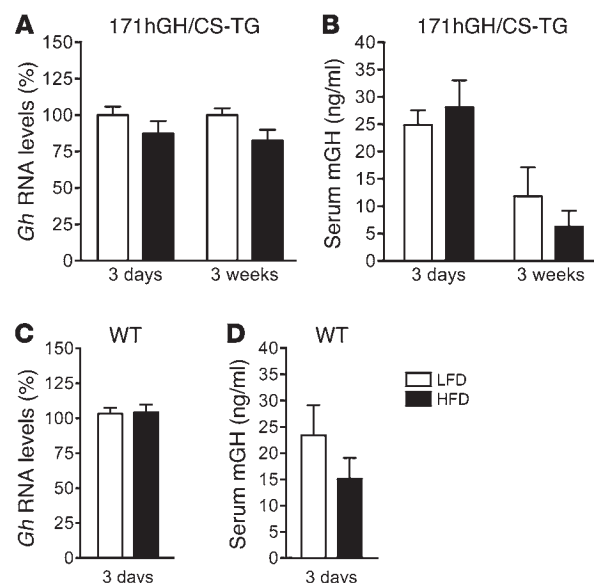 A 171hGH/CS-TG
Gh RNA levels (%)
150
125
100
75
50
25
0
3 days 3 weeks
B 171hGH/CS-TG
Serum mGH (ng/ml)
40
35
30
25
20
15
10
5
0
3 days 3 weeks
C WT
Gh RNA levels (%)
150
125
100
75
50
25
0
3 days
D WT
Serum mGH (ng/ml)
40
35
30
25
20
15
10
5
0
3 days
LFD
HFD